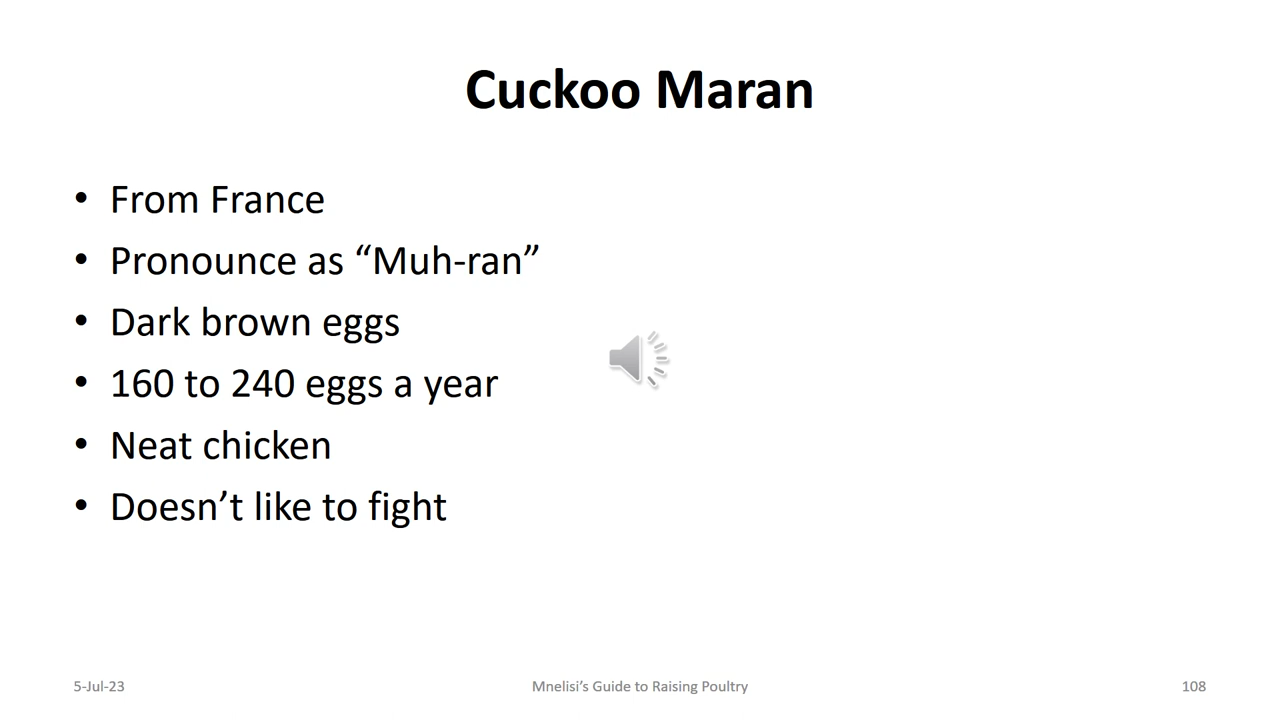 Cuckoo Maran
• From France
• Pronounce as “Muh-ran”
• Dark brown eggs
• 160 to 240 eggs a year
• Neat chicken
• Doesn’t like to fight
5-Jul-23
Mnelisi’s Guide to Raising Poultry
108